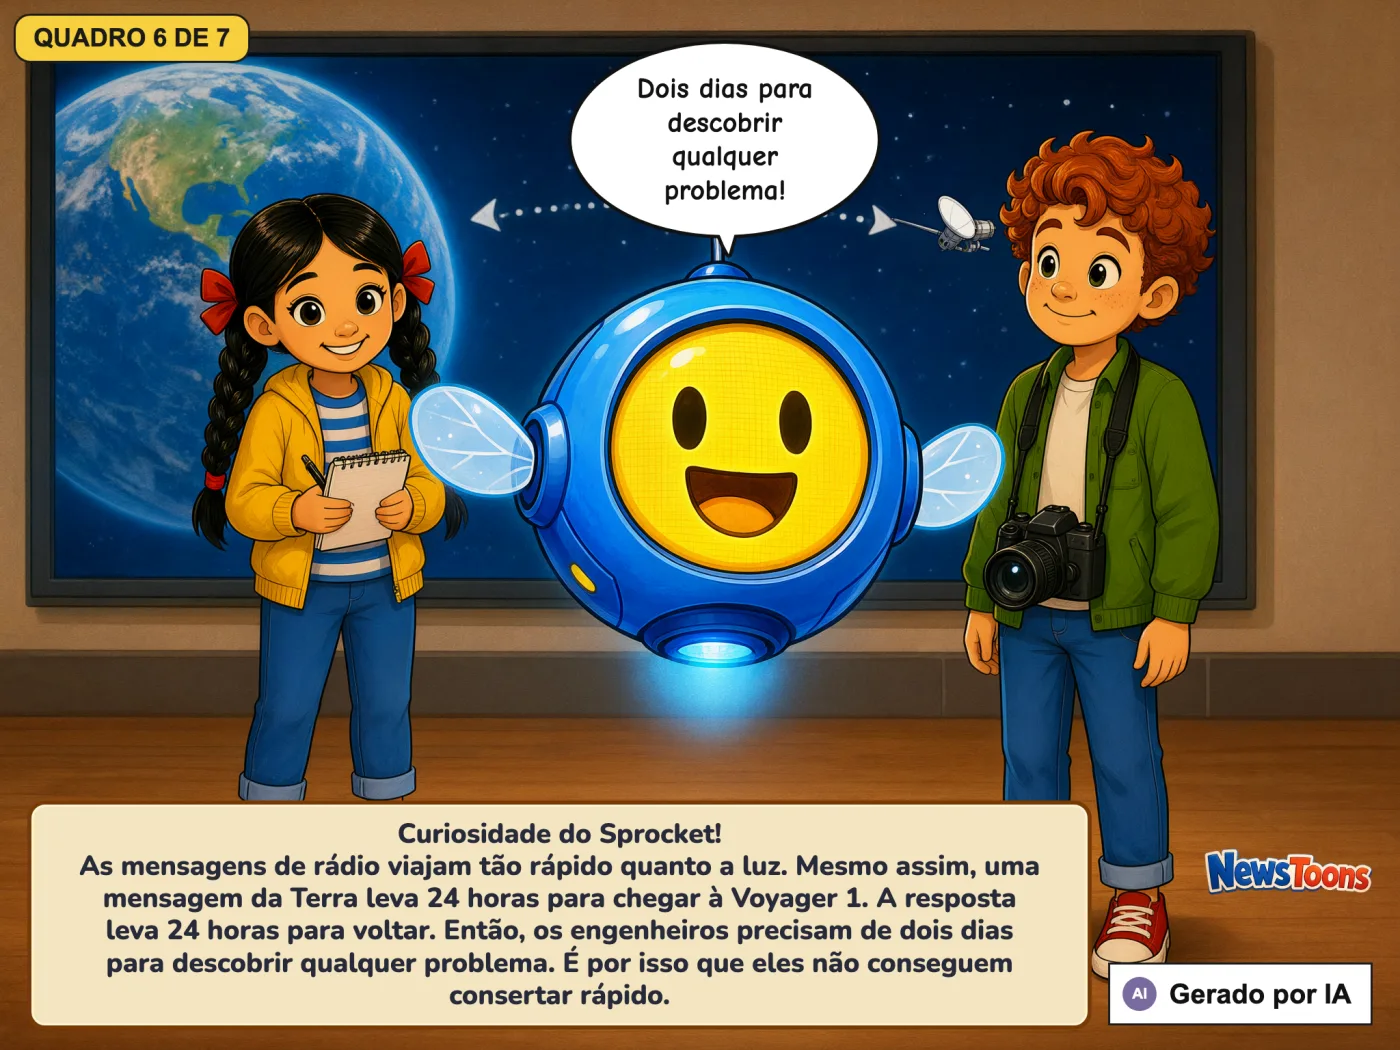 QUADRO 6 DE 7
Dois dias para
descobrir
qualquer
problema!
Curiosidade do Sprocket!
As mensagens de rádio viajam tão rápido quanto a luz. Mesmo assim, uma
mensagem da Terra leva 24 horas para chegar à Voyager 1. A resposta
leva 24 horas para voltar. Então, os engenheiros precisam de dois dias
para descobrir qualquer problema. É por isso que eles não conseguem
consertar rápido.
NewsToons
AI Gerado por IA